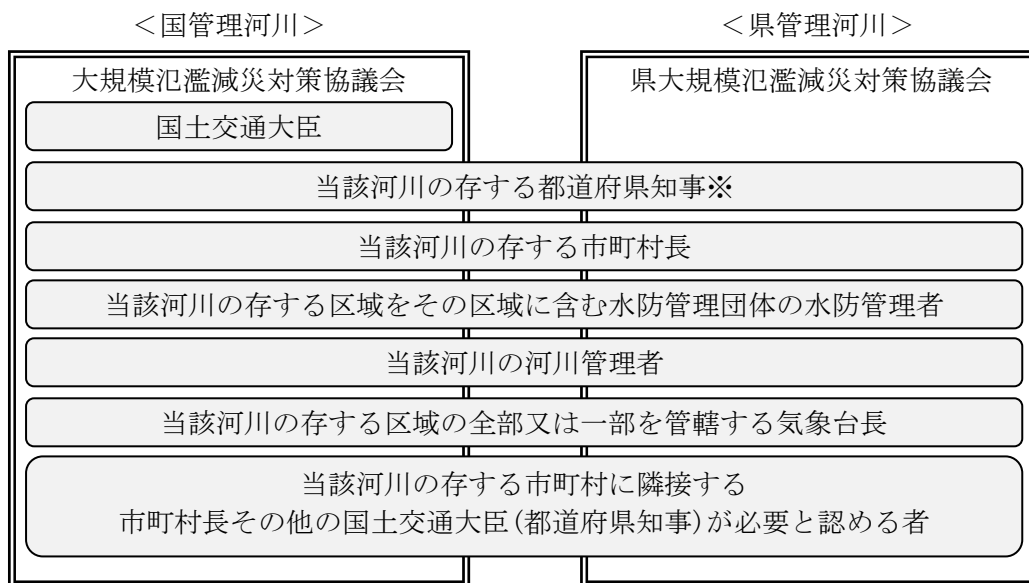 ＜国管理河川＞
＜県管理河川＞
大規模氾濫減災対策協議会
県大規模氾濫減災対策協議会
国土交通大臣
当該河川の存する都道府県知事※
当該河川の存する市町村長
当該河川の存する区域をその区域に含む水防管理団体の水防管理者
当該河川の河川管理者
当該河川の存する区域の全部又は一部を管轄する気象台長
当該河川の存する市町村に隣接する
市町村長その他の国土交通大臣(都道府県知事)が必要と認める者